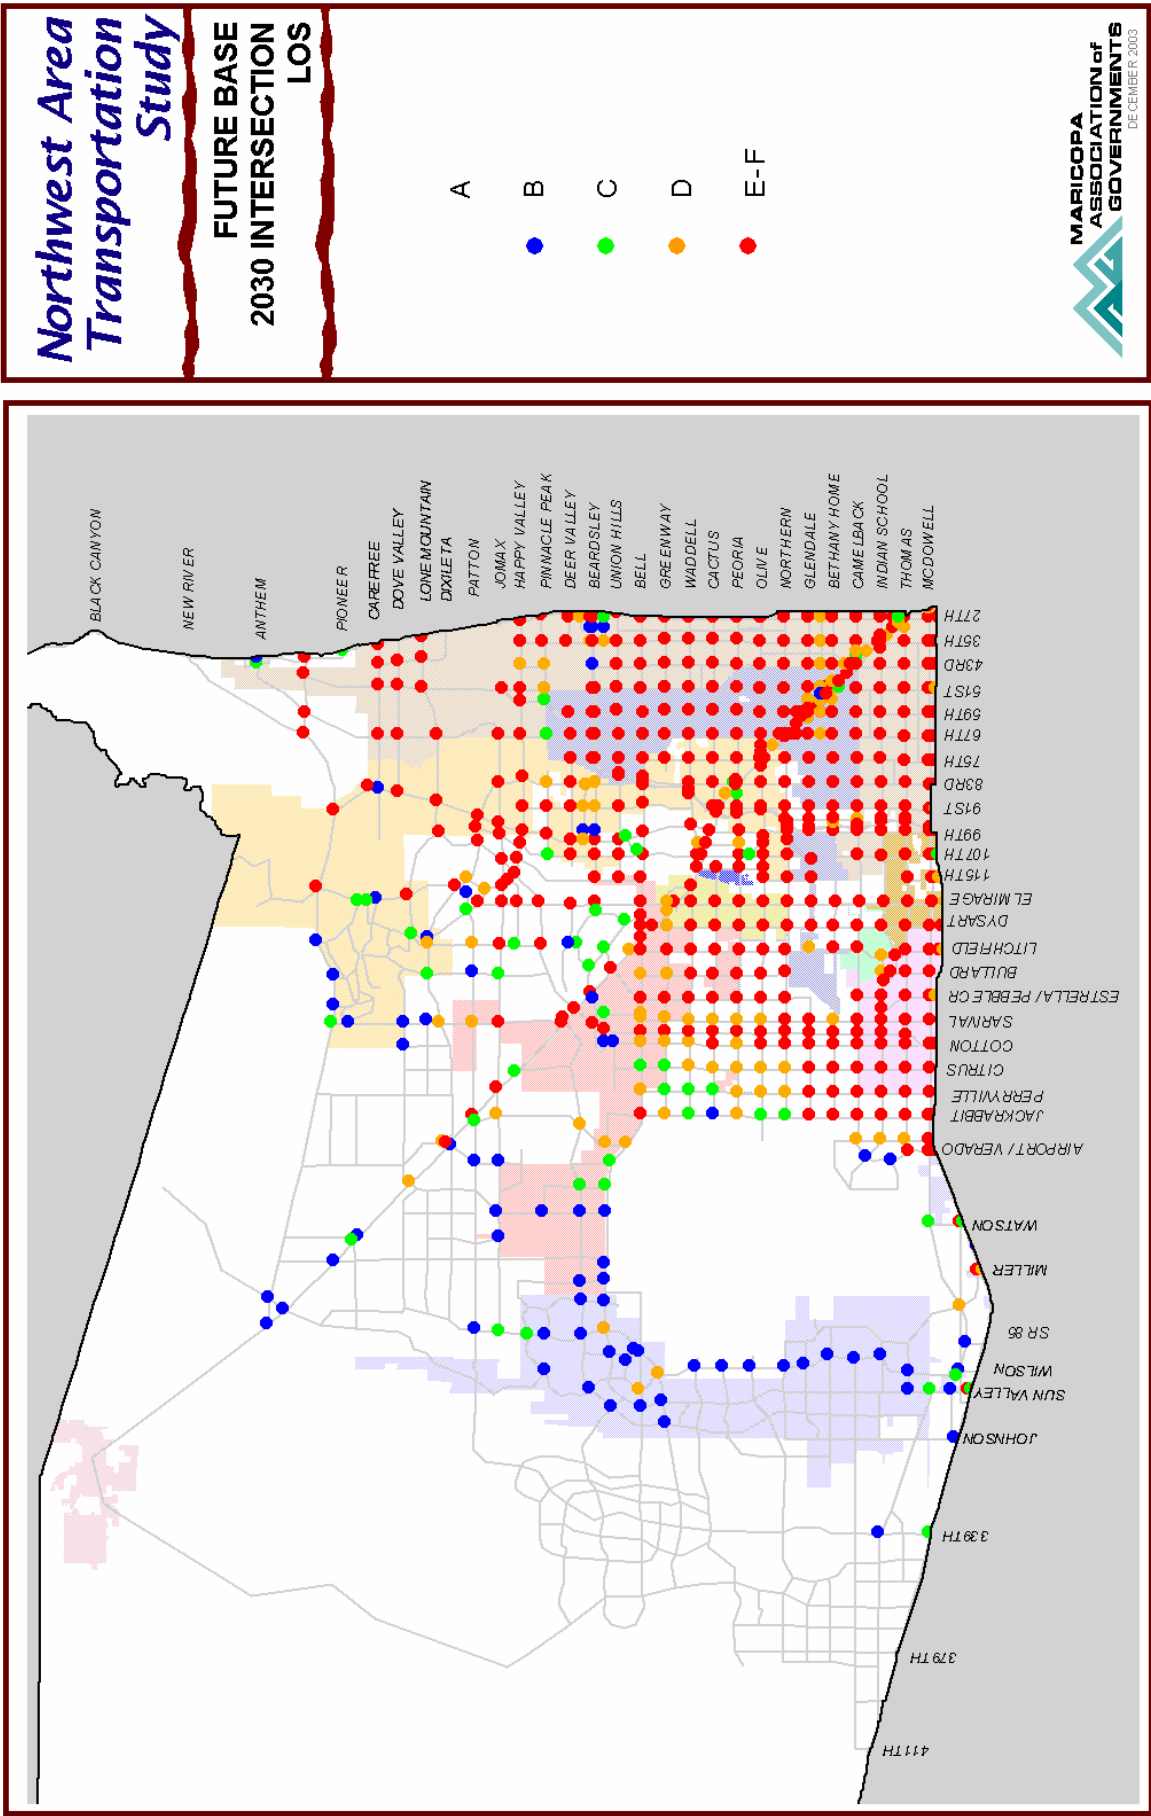 Northwest Area
Transportation
Study
FUTURE BASE
2030 INTERSECTION
LOS
A
B
C
D
E-F
MARICOPA
ASSOCIATION of
GOVERNMENTS
DECEMBER 2003
BLACK CANYON
NEW RIVER
ANTHEM
PIONEER
CAREFREE
DOVE VALLEY
LONE MOUNTAIN
DIXILETA
PATTON
JOMAX
HAPPY VALLEY
PINNACLE PEAK
DEER VALLEY
BEARDSLEY
UNION HILLS
BELL
GREENWAY
WADDELL
CACTUS
PEORIA
OLIVE
NORTHERN
GLENDALE
BETHANY HOME
CAMELBACK
INDIAN SCHOOL
THOMAS
MCDOWELL
27TH
35TH
43RD
51ST
59TH
67TH
75TH
83RD
91ST
99TH
107TH
115TH
EL MIRAGE
DYSART
LITCHFIELD
BULLARD
ESTRELLA / PEBBLE CR
SARIVAL
COTTON
CITRUS
PERRYVILLE
JACKRABBIT
AIRPORT / VERADO
WATSON
MILLER
SR 85
WILSON
SUN VALLEY
JOHNSON
339TH
379TH
411TH